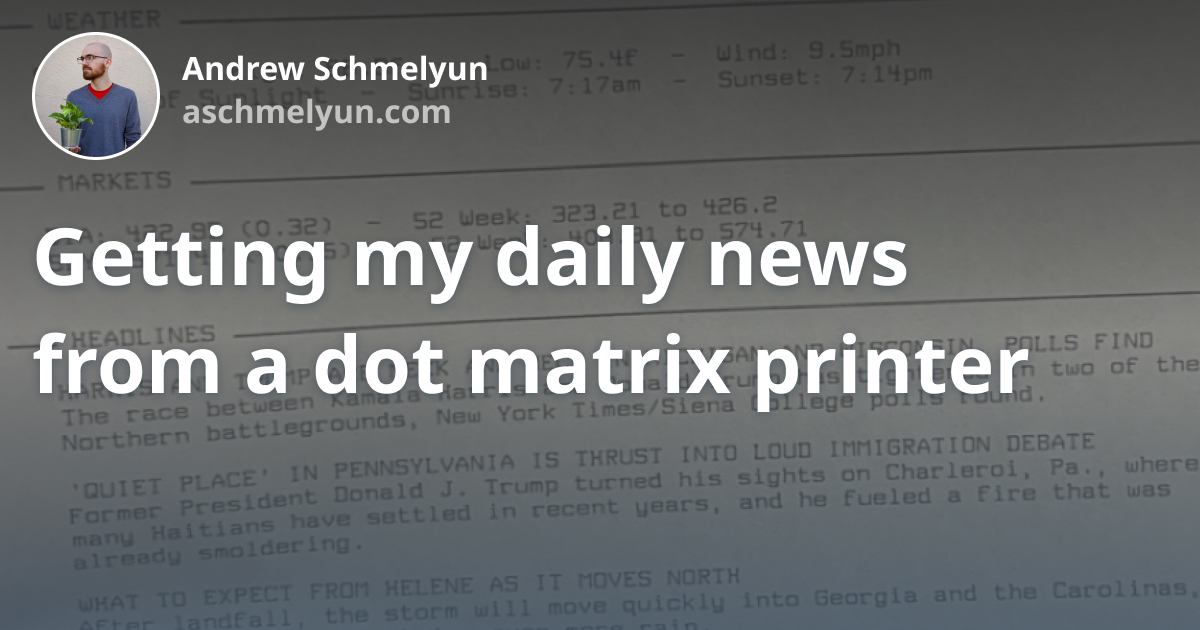 WEATHER
Andrew Schmelyun
Low: 75.4F - Wind: 9.5mph
aschmelyun.com
of Sunlight - Sunrise: 7:17am - Sunset: 7:14pm
MARKETS
(0.32) - 52 Week: 323.21 to 426.2
to 574.71
Getting my daily news
HEADLINES
from a dot matrix printer
POLLS FIND
in two of the
The race between Kamala
Northern battlegrounds, New York Times/Siena College polls found.
'QUIET PLACE' IN PENNSYLVANIA IS THRUST INTO LOUD IMMIGRATION DEBATE
Former President Donald J. Trump turned his sights on Charleroi, Pa., where
many Haitians have settled in recent years, and he fueled a fire that was
already smoldering.
WHAT TO EXPECT FROM HELENE AS IT MOVES NORTH
After landfall, the storm will move quickly into Georgia and the Carolinas,